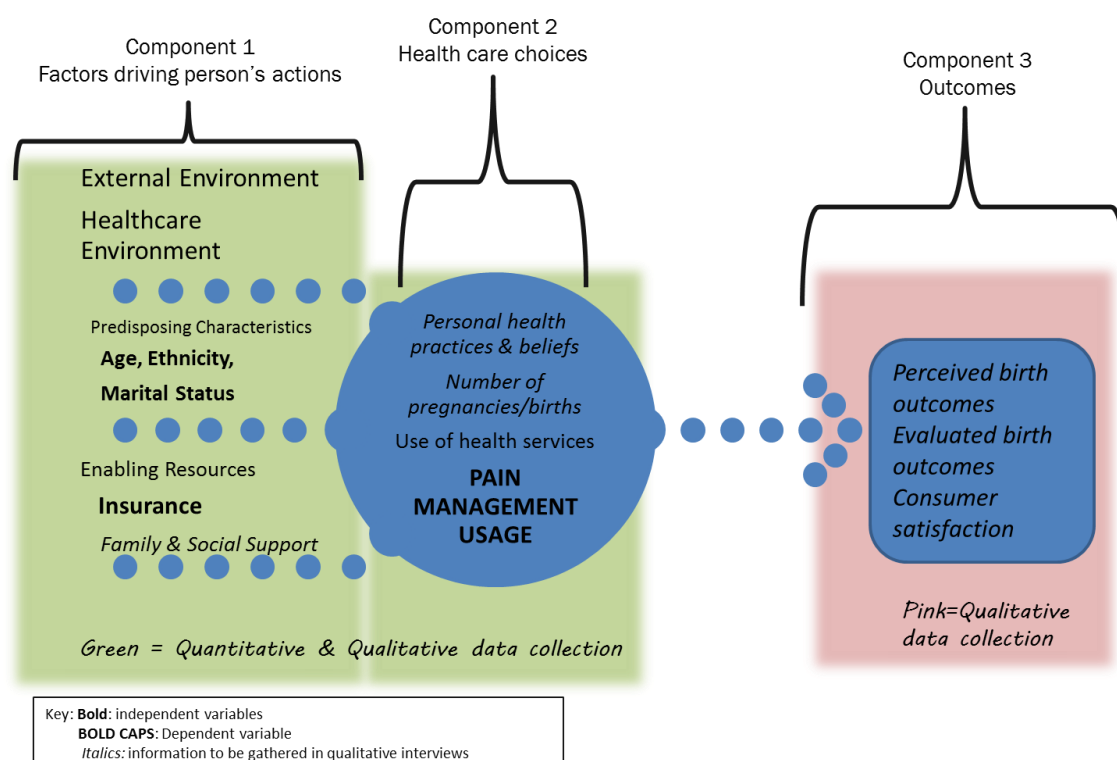 Component 1
Factors driving person's actions
Component 2
Health care choices
Component 3
Outcomes
External Environment
Healthcare
Environment
Predisposing Characteristics
Age, Ethnicity,
Marital Status
Enabling Resources
Insurance
Family & Social Support
Personal health
practices & beliefs
Number of
pregnancies/births
Use of health services
PAIN
MANAGEMENT
USAGE
Perceived birth
outcomes
Evaluated birth
outcomes
Consumer
satisfaction
Green = Quantitative & Qualitative data collection
Pink=Qualitative
data collection
Key: Bold: independent variables
BOLD CAPS: Dependent variable
Italics: information to be gathered in qualitative interviews